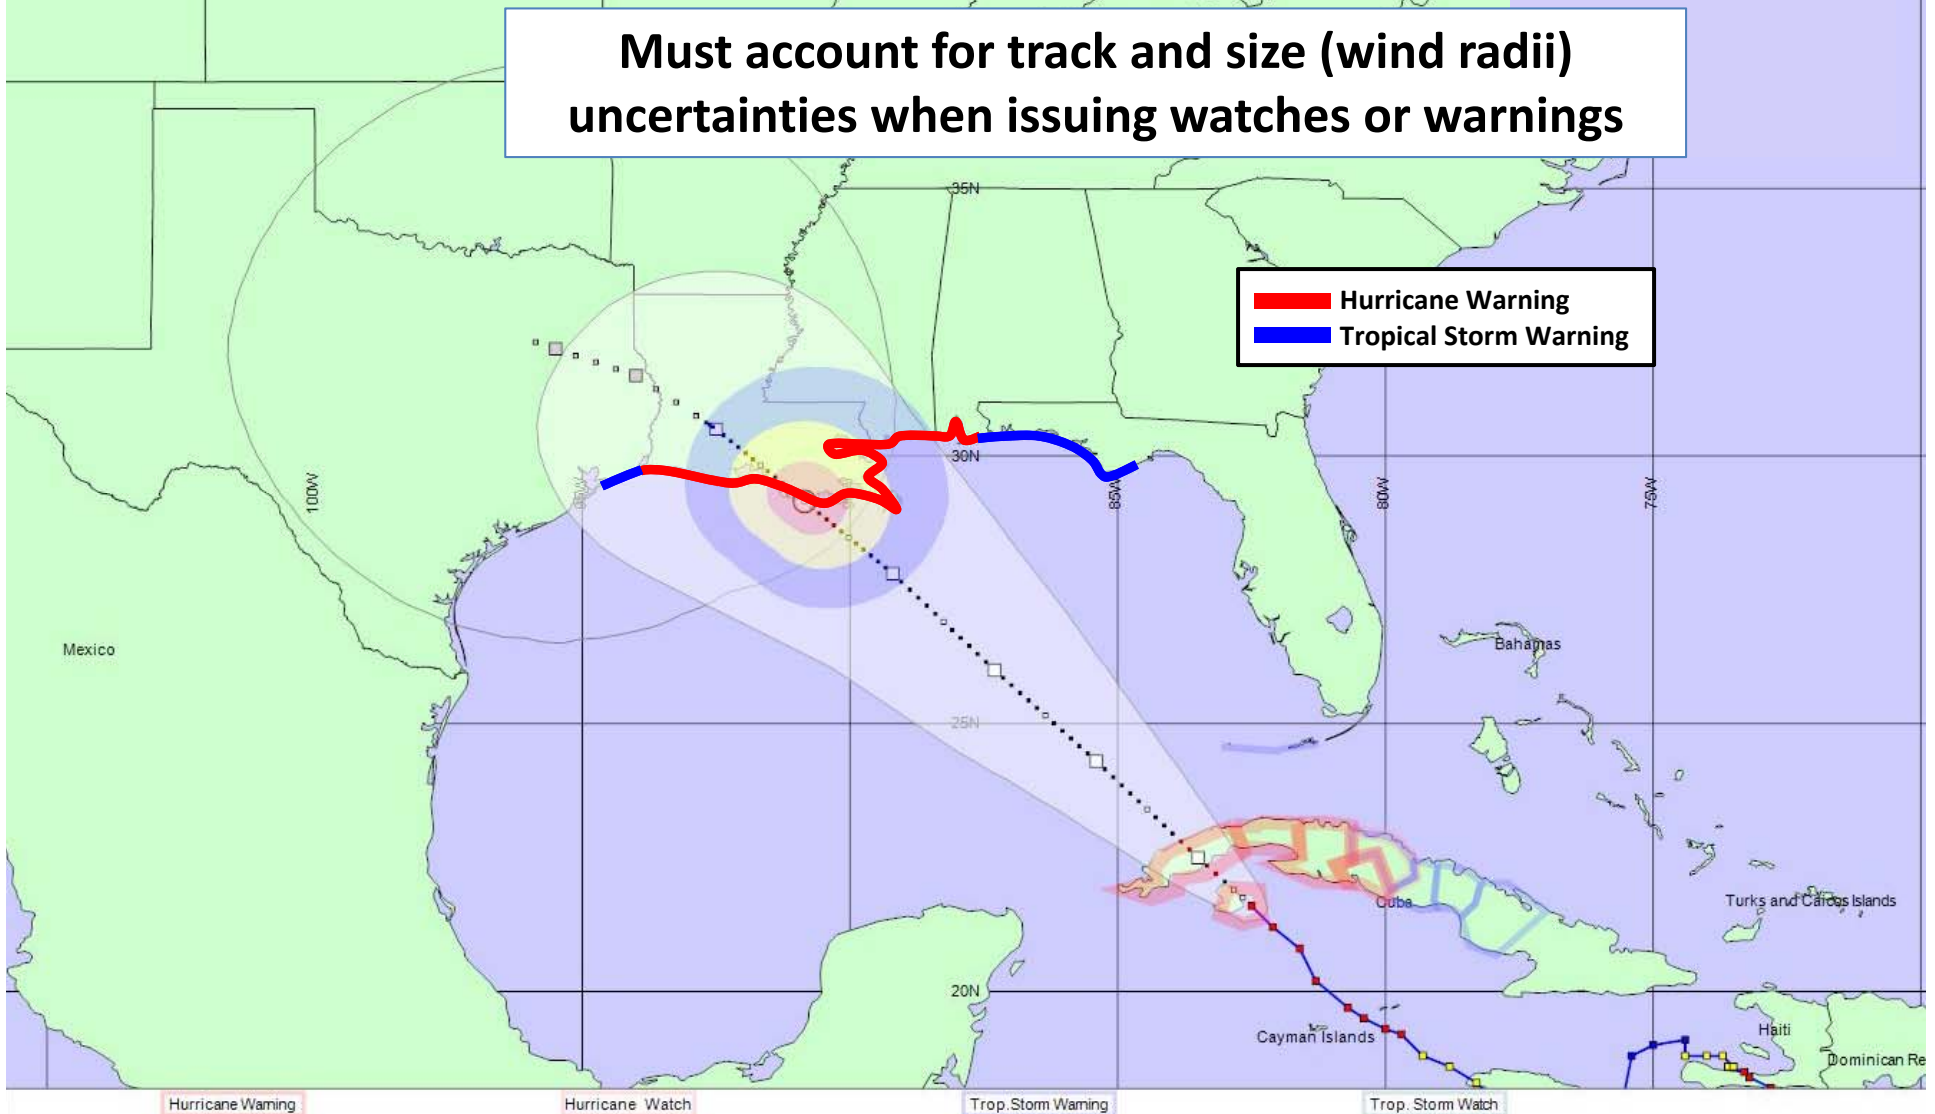 Must account for track and size (wind radii)
uncertainties when issuing watches or warnings
35N
Hurricane Warning
Tropical Storm Warning
30N
100W
85W
80W
75W
Mexico
Bahamas
25N
Cuba
Turks and Caicos Islands
20N
Cayman Islands
Haiti
Dominican Re
Hurricane Warning
Hurricane Watch
Trop. Storm Warning
Trop. Storm Watch